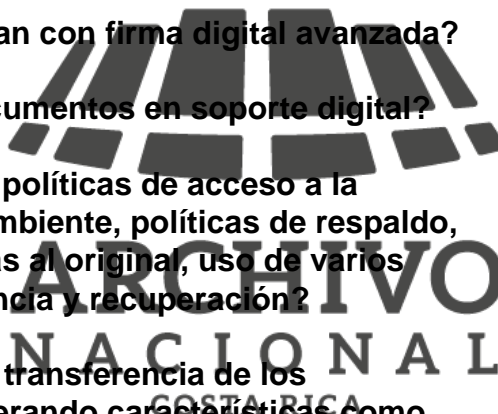 an con firma digital avanzada?
cumentos en soporte digital?
políticas de acceso a la
mbiente, políticas de respaldo,
as al original, uso de varios
ARCHIVO
ncia y recuperación?
NACIONAL
transferencia de los
COSTA RICA
erando características como